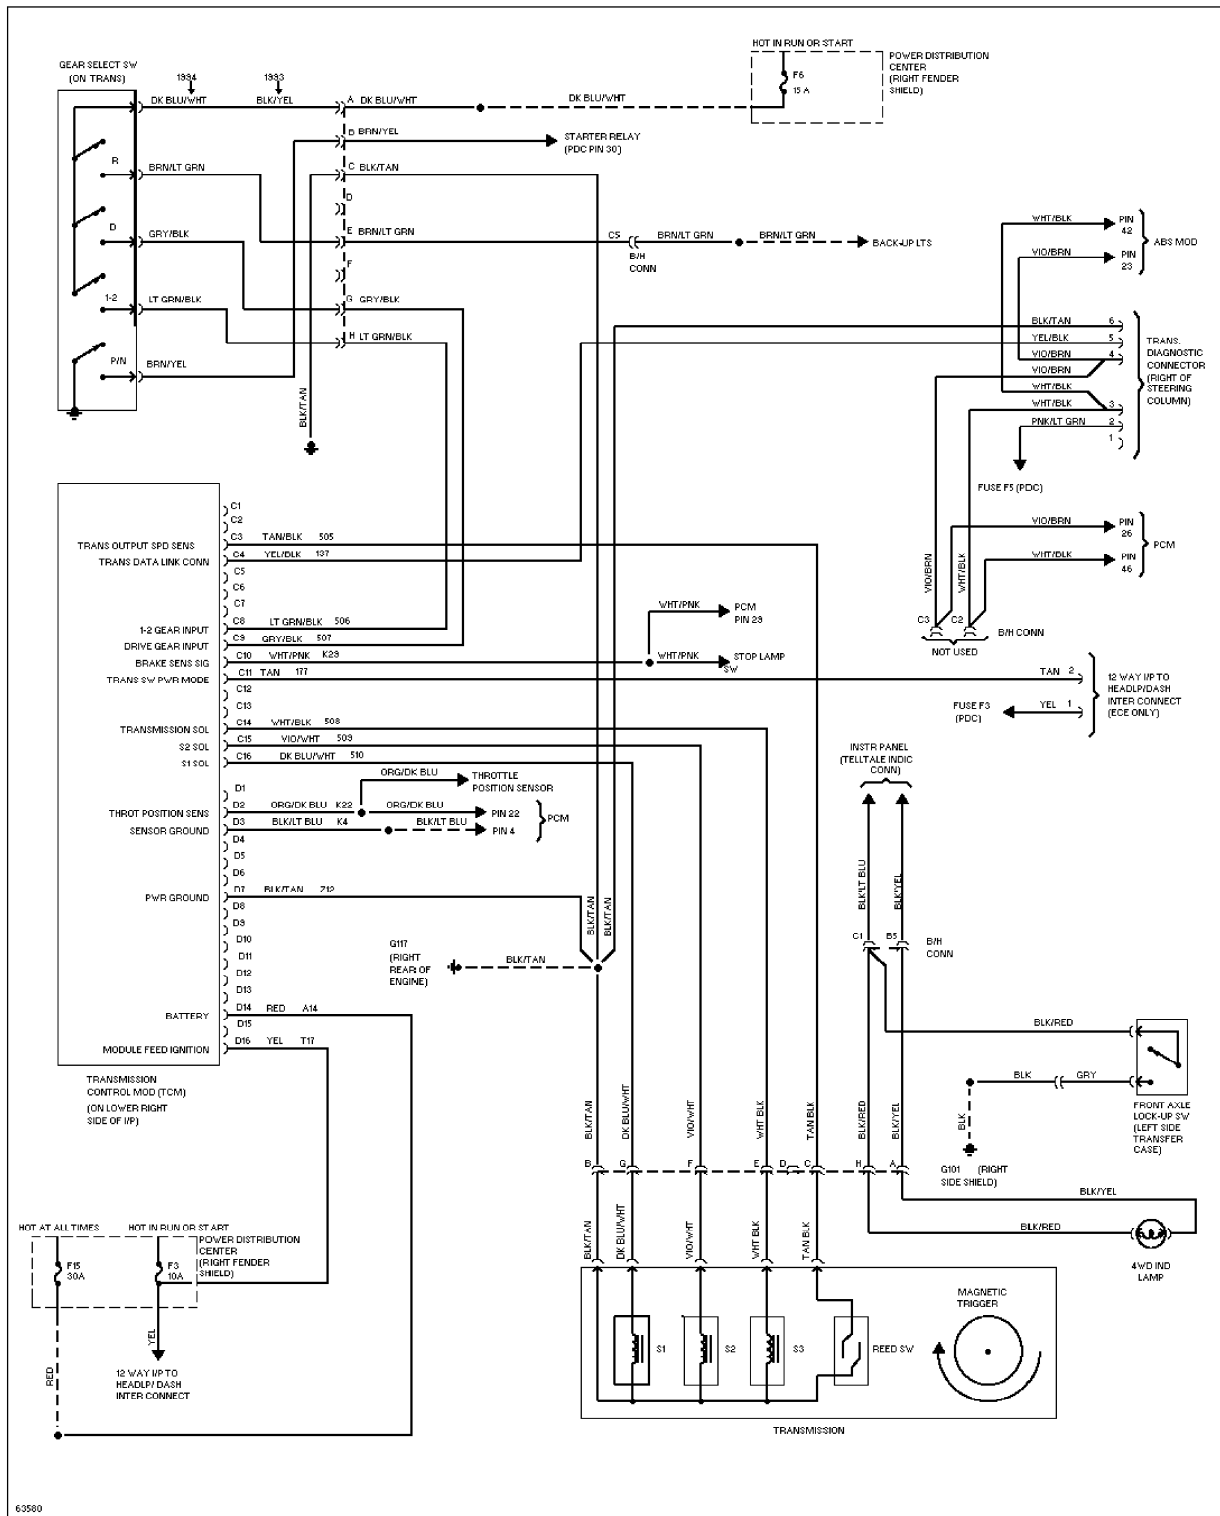 HOT IN RUN OR START
GEAR SELECT SW
(ON TRANS)
1994
1993
POWER DISTRIBUTION
CENTER
(RIGHT FENDER
SHIELD)
F6
15 A
DK BLU/WHT
BLK/YEL
A
DK BLU/WHT
DK BLU/WHT
B
BRN/YEL
STARTER RELAY
(PDC PIN 30)
R
BRN/LT GRN
C
BLK/TAN
D
D
GRY/BLK
E
BRN/LT GRN
C5
BRN/LT GRN
BRN/LT GRN
BACK-UP LTS
B/H
CONN
F
1-2
LT GRN/BLK
G
GRY/BLK
H
LT GRN/BLK
P/N
BRN/YEL
BLK/TAN
WHT/BLK
PIN
42
VIO/BRN
PIN
23
ABS MOD
BLK/TAN
6
YEL/BLK
5
VIO/BRN
4
VIO/BRN
WHT/BLK
WHT/BLK
3
PNK/LT GRN
2
1
TRANS.
DIAGNOSTIC
CONNECTOR
(RIGHT OF
STEERING
COLUMN)
FUSE F5 (PDC)
VIO/BRN
PIN
26
WHT/BLK
PIN
46
PCM
VIO/BRN
WHT/BLK
C3
C2
B/H CONN
NOT USED
C1
C2
TRANS OUTPUT SPD SENS
C3
TAN/BLK
505
TRANS DATA LINK CONN
C4
YEL/BLK
137
C5
C6
C7
1-2 GEAR INPUT
C8
LT GRN/BLK
506
DRIVE GEAR INPUT
C9
GRY/BLK
507
BRAKE SENS SIG
C10
WHT/PNK
K29
TRANS SW PWR MODE
C11
TAN
177
C12
C13
TRANSMISSION SOL
C14
WHT/BLK
508
S2 SOL
C15
VIO/WHT
509
S1 SOL
C16
DK BLU/WHT
510
WHT/PNK
PCM
PIN 29
WHT/PNK
STOP LAMP
SW
TAN
2
FUSE F3
(PDC)
YEL
1
12 WAY I/P TO
HEADLP/DASH
INTER CONNECT
(ECE ONLY)
D1
THROT POSITION SENS
D2
ORG/DK BLU
K22
ORG/DK BLU
PIN 22
ORG/DK BLU
THROTTLE
POSITION SENSOR
SENSOR GROUND
D3
BLK/LT BLU
K4
BLK/LT BLU
PIN 4
PCM
D4
D5
D6
PWR GROUND
D7
BLK/TAN
Z12
D8
D9
D10
D11
D12
D13
BATTERY
D14
RED
A14
D15
MODULE FEED IGNITION
D16
YEL
T17
TRANSMISSION
CONTROL MOD (TCM)
(ON LOWER RIGHT
SIDE OF I/P)
INSTR PANEL
(TELLTALE INDIC
CONN)
BLK/LT BLU
BLK/YEL
C1
B5
B/H
CONN
BLK/TAN
BLK/TAN
G117
(RIGHT
REAR OF
ENGINE)
BLK/TAN
BLK/RED
BLK
GRY
BLK
G101
(RIGHT
SIDE SHIELD)
FRONT AXLE
LOCK-UP SW
(LEFT SIDE
TRANSFER
CASE)
BLK/TAN
DK BLU/WHT
VIO/WHT
WHT BLK
TAN BLK
BLK/RED
BLK/YEL
B
G
F
E
D
C
H
A
BLK/YEL
BLK/RED
4WD IND
LAMP
BLK/TAN
DK BLU/WHT
VIO/WHT
WHT BLK
TAN BLK
HOT AT ALL TIMES
HOT IN RUN OR START
F15
30A
F3
10A
POWER DISTRIBUTION
CENTER
(RIGHT FENDER
SHIELD)
RED
YEL
12 WAY I/P TO
HEADLP/ DASH
INTER CONNECT
S1
S2
S3
REED SW
MAGNETIC
TRIGGER
TRANSMISSION
63580